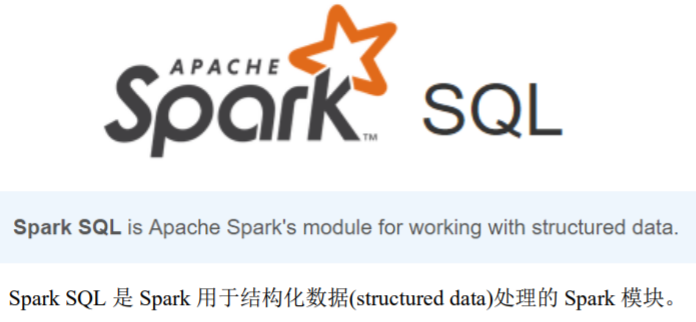 APACHE
Spark™ SQL
Spark SQL is Apache Spark's module for working with structured data.
Spark SQL 是 Spark 用于结构化数据(structured data)处理的 Spark 模块。